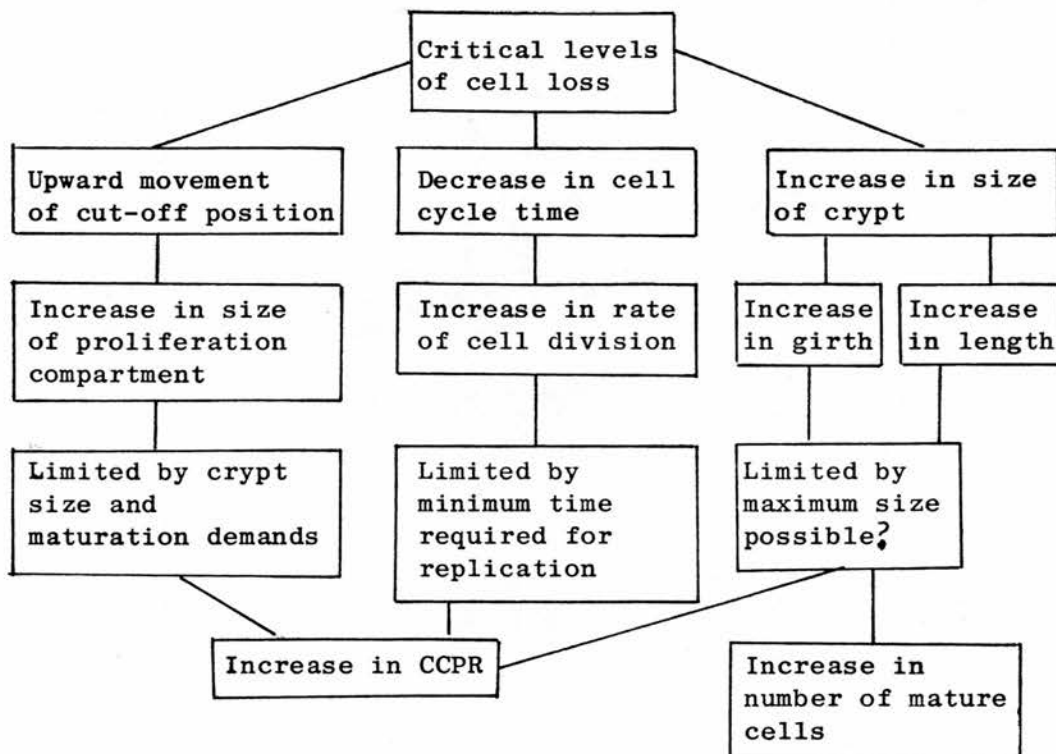 Critical levels
of cell loss
Upward movement
of cut-off position
Decrease in cell
cycle time
Increase in size
of crypt
Increase in size
of proliferation
compartment
Increase in rate
of cell division
Increase
in girth
Increase
in length
Limited by crypt
size and
maturation demands
Limited by
minimum time
required for
replication
Limited by
maximum size
possible?
Increase in CCPR
Increase in
number of mature
cells